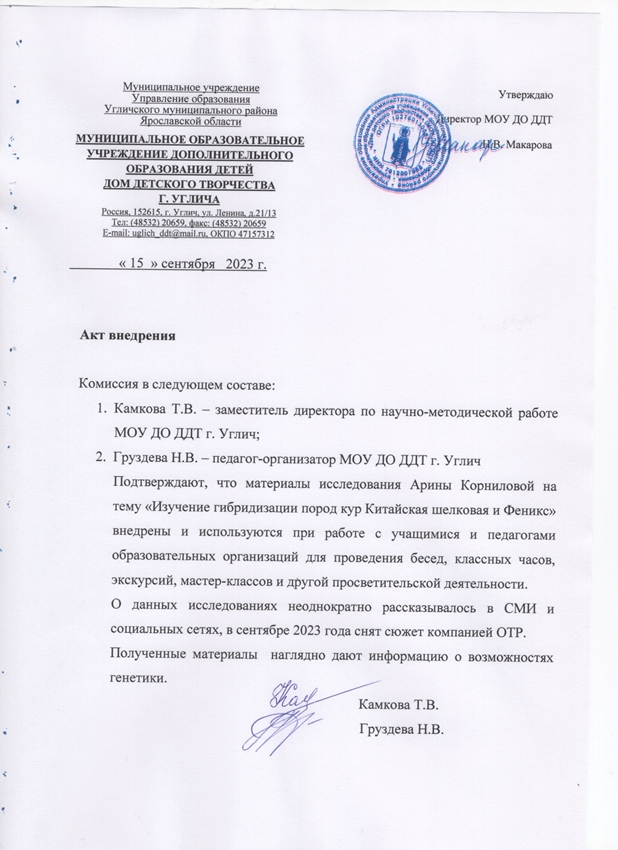 Муниципальное учреждение
Управление образования
Угличского муниципального района
Ярославской области
МУНИЦИПАЛЬНОЕ ОБРАЗОВАТЕЛЬНОЕ
УЧРЕЖДЕНИЕ ДОПОЛНИТЕЛЬНОГО
ОБРАЗОВАНИЯ ДЕТЕЙ
ДОМ ДЕТСКОГО ТВОРЧЕСТВА
Г. УГЛИЧА
Россия, 152615, г. Углич, ул. Ленина, д.21/13
Тел: (48532) 20659, факс: (48532) 20659
E-mail: uglich_ddt@mail.ru, ОКПО 47157312
« 15 » сентября 2023 г.
Утверждаю
Директор МОУ ДО ДДТ
Н.В. Макарова
Акт внедрения
Комиссия в следующем составе:
1. Камкова Т.В. – заместитель директора по научно-методической работе
МОУ ДО ДДТ г. Углич;
2. Груздева Н.В. – педагог-организатор МОУ ДО ДДТ г. Углич
Подтверждают, что материалы исследования Арины Корниловой на
тему «Изучение гибридизации пород кур Китайская шелковая и Феникс»
внедрены и используются при работе с учащимися и педагогами
образовательных организаций для проведения бесед, классных часов,
экскурсий, мастер-классов и другой просветительской деятельности.
О данных исследованиях неоднократно рассказывалось в СМИ и
социальных сетях, в сентябре 2023 года снят сюжет компанией ОТР.
Полученные материалы наглядно дают информацию о возможностях
генетики.
Камкова Т.В.
Груздева Н.В.